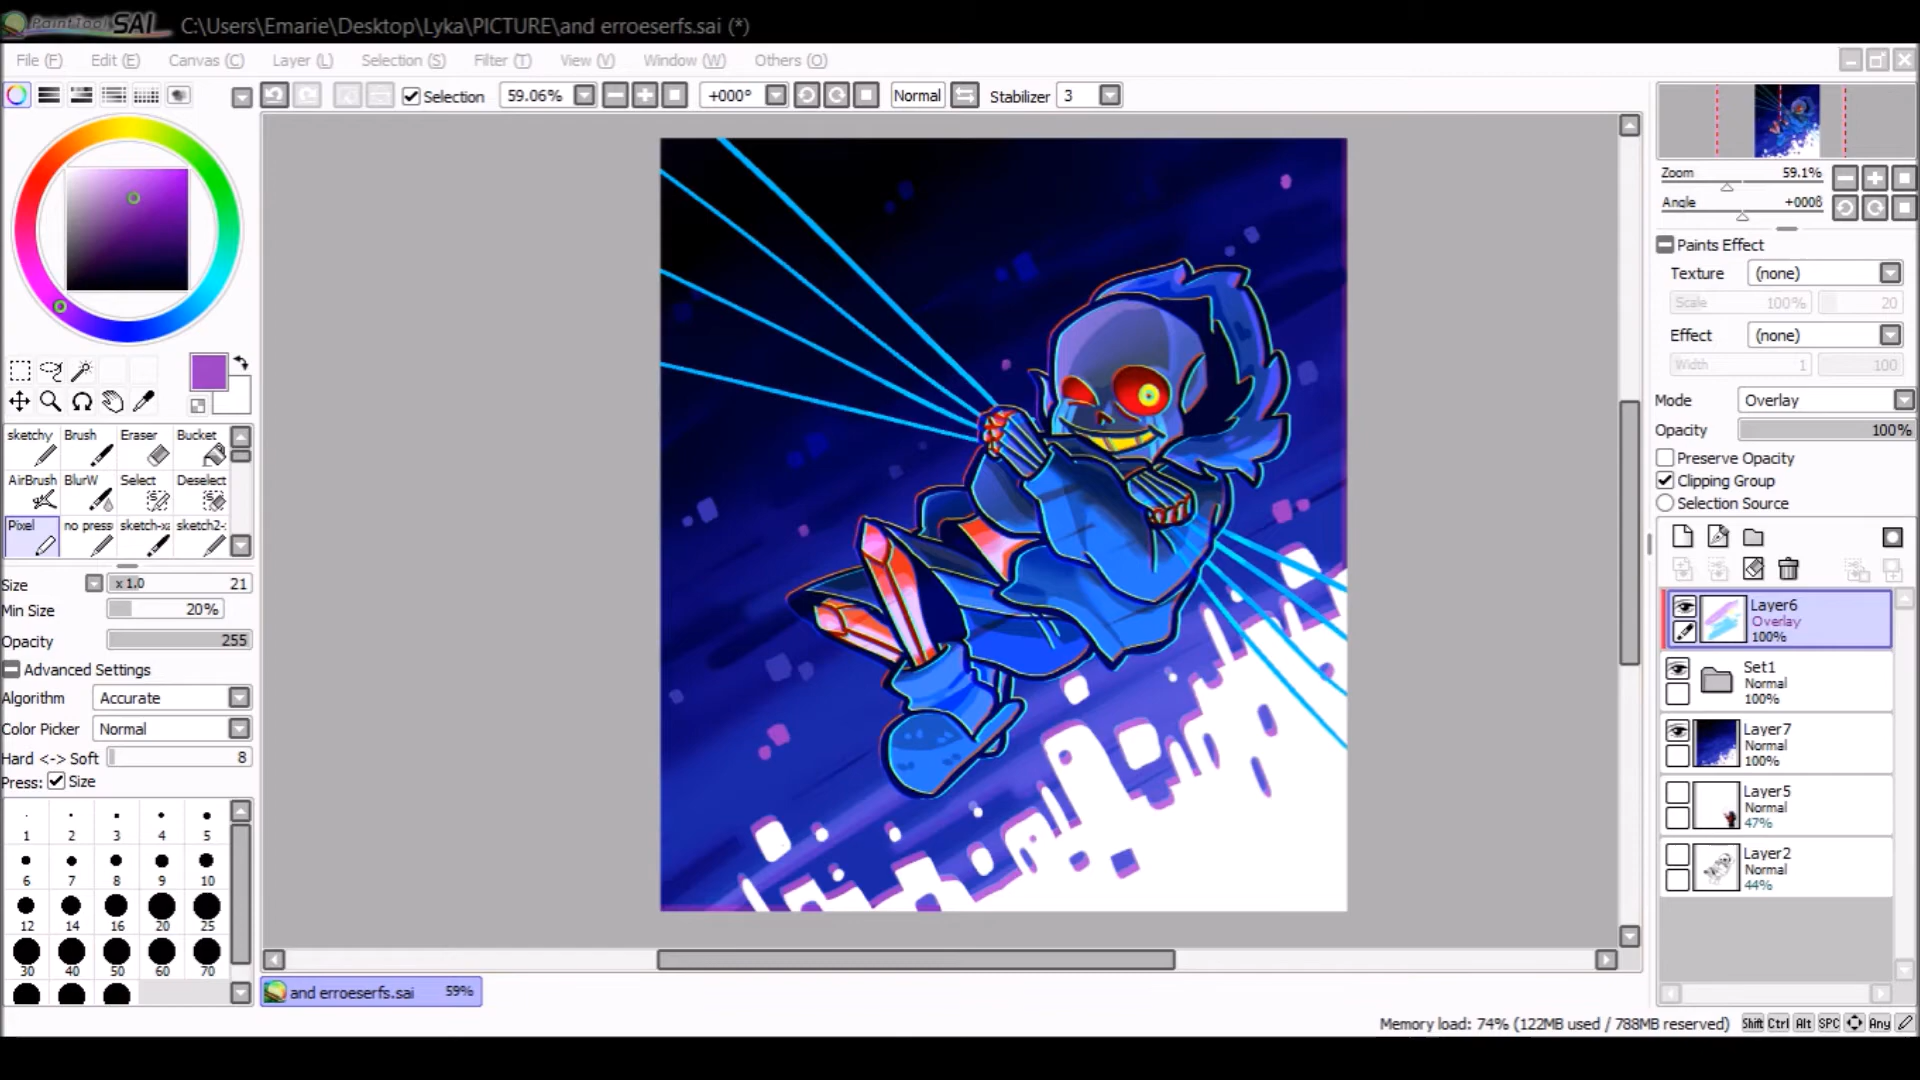 PaintTool SAI C:\Users\Emarie\Desktop\Lyka\PICTURE\and erroeserfs.sai (*)
File (F) Edit (E) Canvas (C) Layer (L) Selection (S) Filter (T) View (V) Window (W) Others (O)
Selection 59.06% +000° Normal Stabilizer 3
Zoom 59.1%
Angle +0008
Paints Effect
Texture (none)
Scale 100% 20
Effect (none)
Width 1 100
Mode Overlay
Opacity 100%
Preserve Opacity
Clipping Group
Selection Source
Layer6
Overlay
100%
Set1
Normal
100%
Layer7
Normal
100%
Layer5
Normal
47%
Layer2
Normal
44%
sketchy Brush Eraser Bucket
AirBrush BlurW Select Deselect
Pixel no press sketch-x sketch2-
Size x 1.0 21
Min Size 20%
Opacity 255
Advanced Settings
Algorithm Accurate
Color Picker Normal
Hard <-> Soft 8
Press: Size
1 2 3 4 5
6 7 8 9 10
12 14 16 20 25
30 40 50 60 70
and erroeserfs.sai 59%
Memory load: 74% (122MB used / 788MB reserved) Shift Ctrl Alt SPC Any